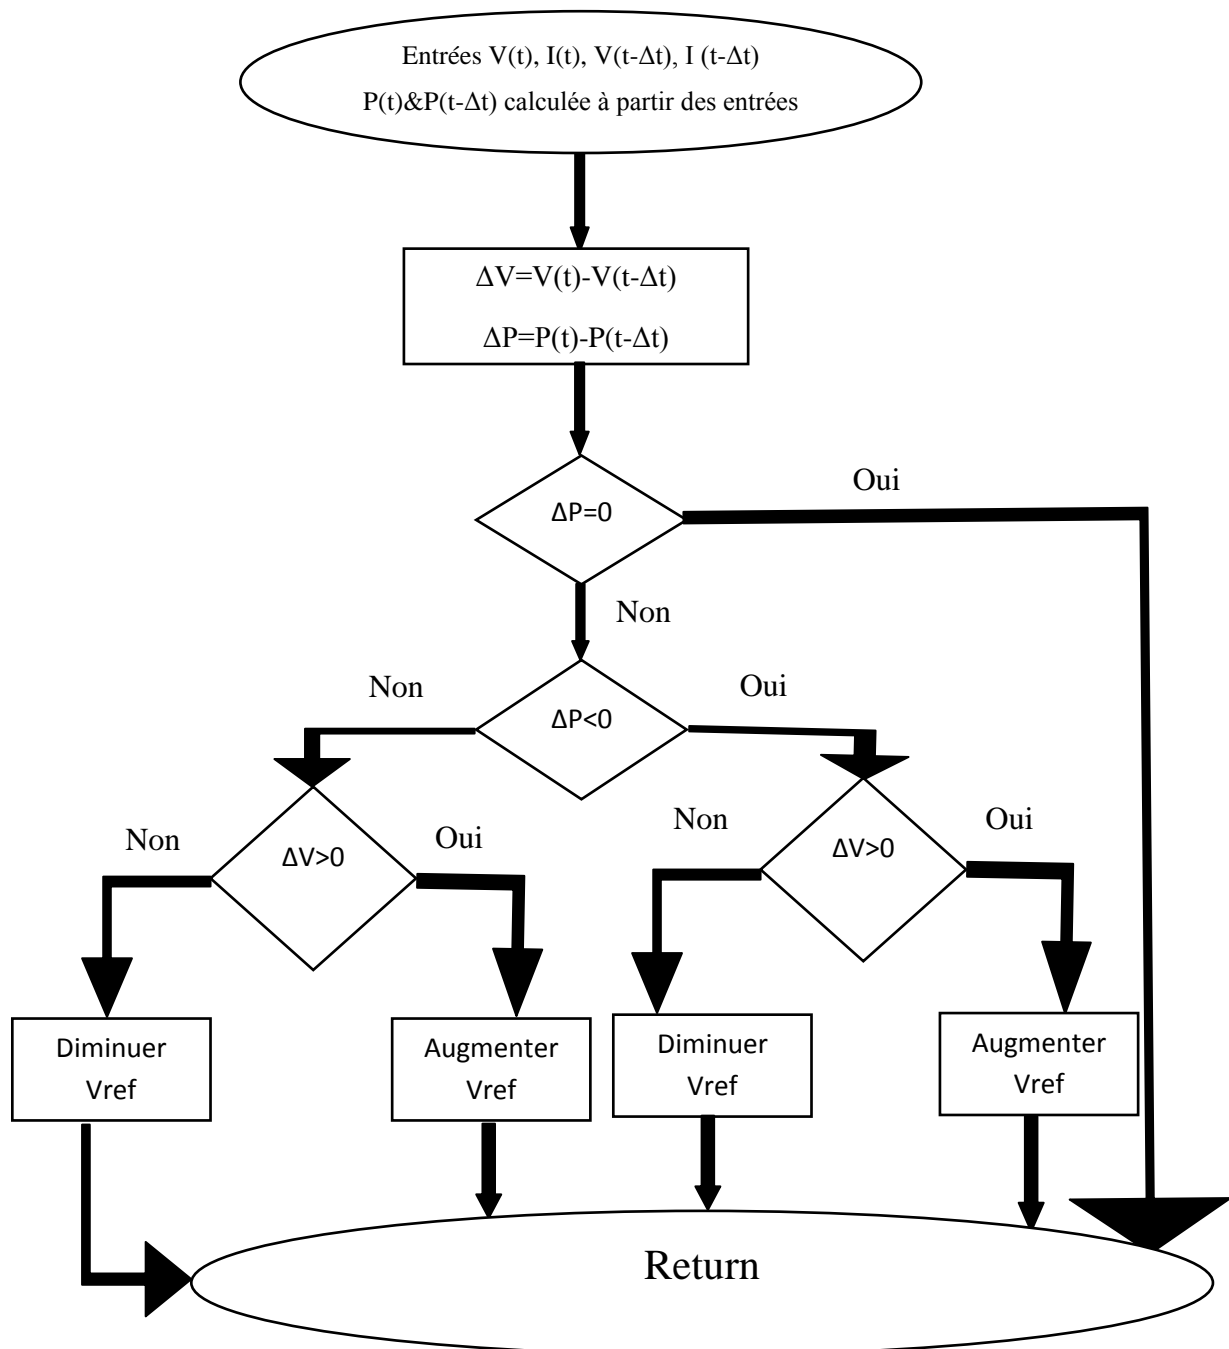 Entrées V(t), I(t), V(t-Δt), I (t-Δt)
P(t)&P(t-Δt) calculée à partir des entrées
ΔV=V(t)-V(t-Δt)
ΔP=P(t)-P(t-Δt)
ΔP=0
Oui
Non
ΔP<0
Non
Oui
ΔV>0
Non
Oui
ΔV>0
Non
Oui
Diminuer
Vref
Augmenter
Vref
Diminuer
Vref
Augmenter
Vref
Return